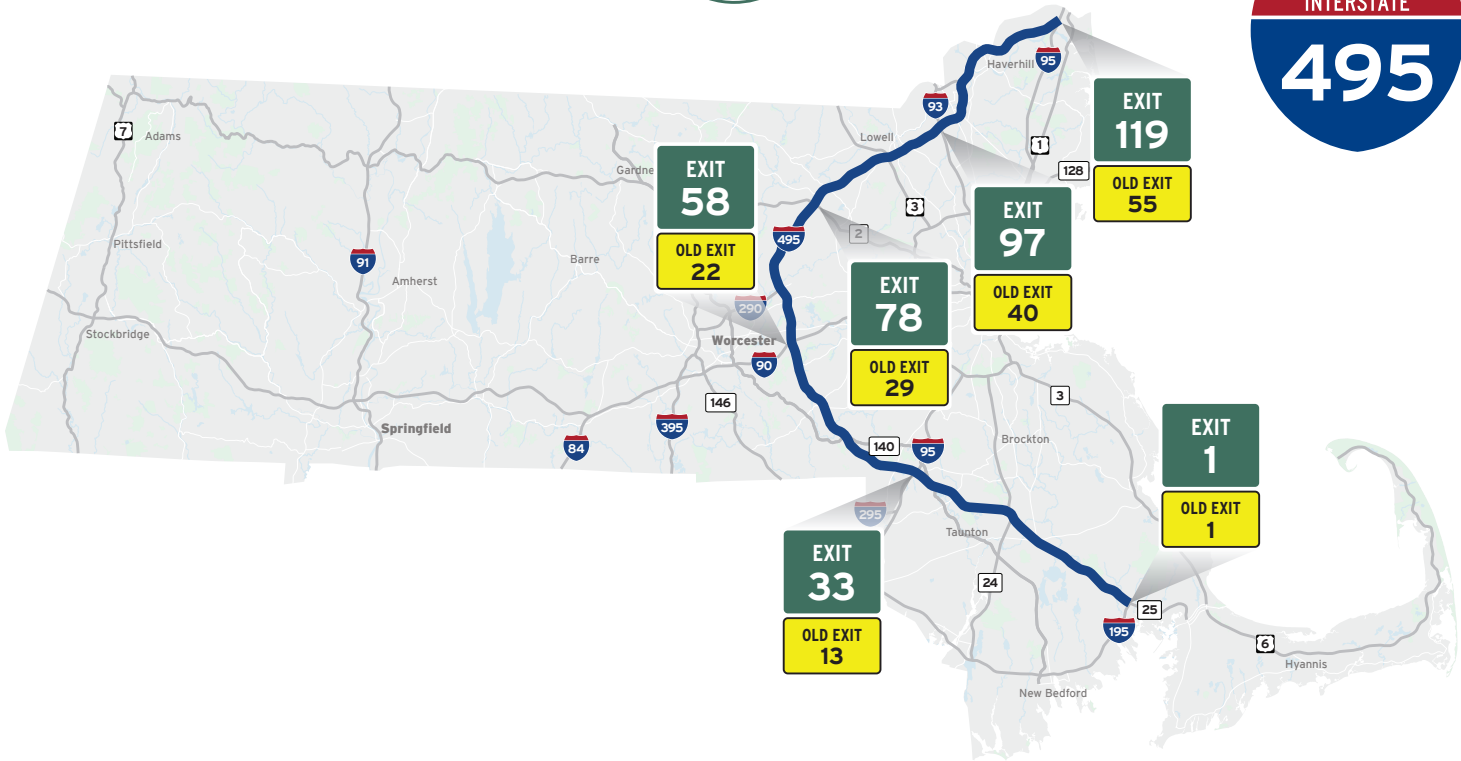 INTERSTATE
495
Haverhill
95
93
EXIT
119
OLD EXIT
55
7
Adams
Lowell
1
128
EXIT
58
OLD EXIT
22
Gardne
3
EXIT
97
OLD EXIT
40
2
495
Pittsfield
91
Barre
Amherst
EXIT
78
OLD EXIT
29
290
Stockbridge
Worcester
90
146
3
395
Springfield
84
140
95
Brockton
EXIT
1
OLD EXIT
1
295
Taunton
EXIT
33
OLD EXIT
13
24
25
195
6
Hyannis
New Bedford